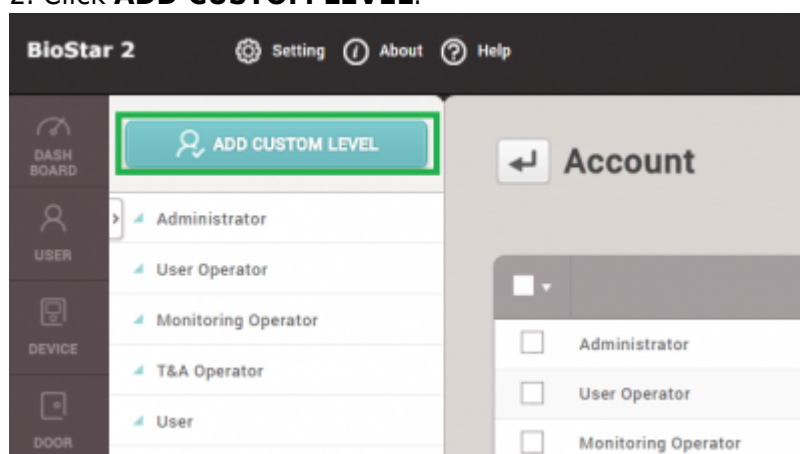 2. Click ADD CUSTOM LEVEL.
BioStar 2 Setting About Help
DASH
BOARD
USER
DEVICE
DOOR
ADD CUSTOM LEVEL
Administrator
User Operator
Monitoring Operator
T&A Operator
User
Account
Administrator
User Operator
Monitoring Operator